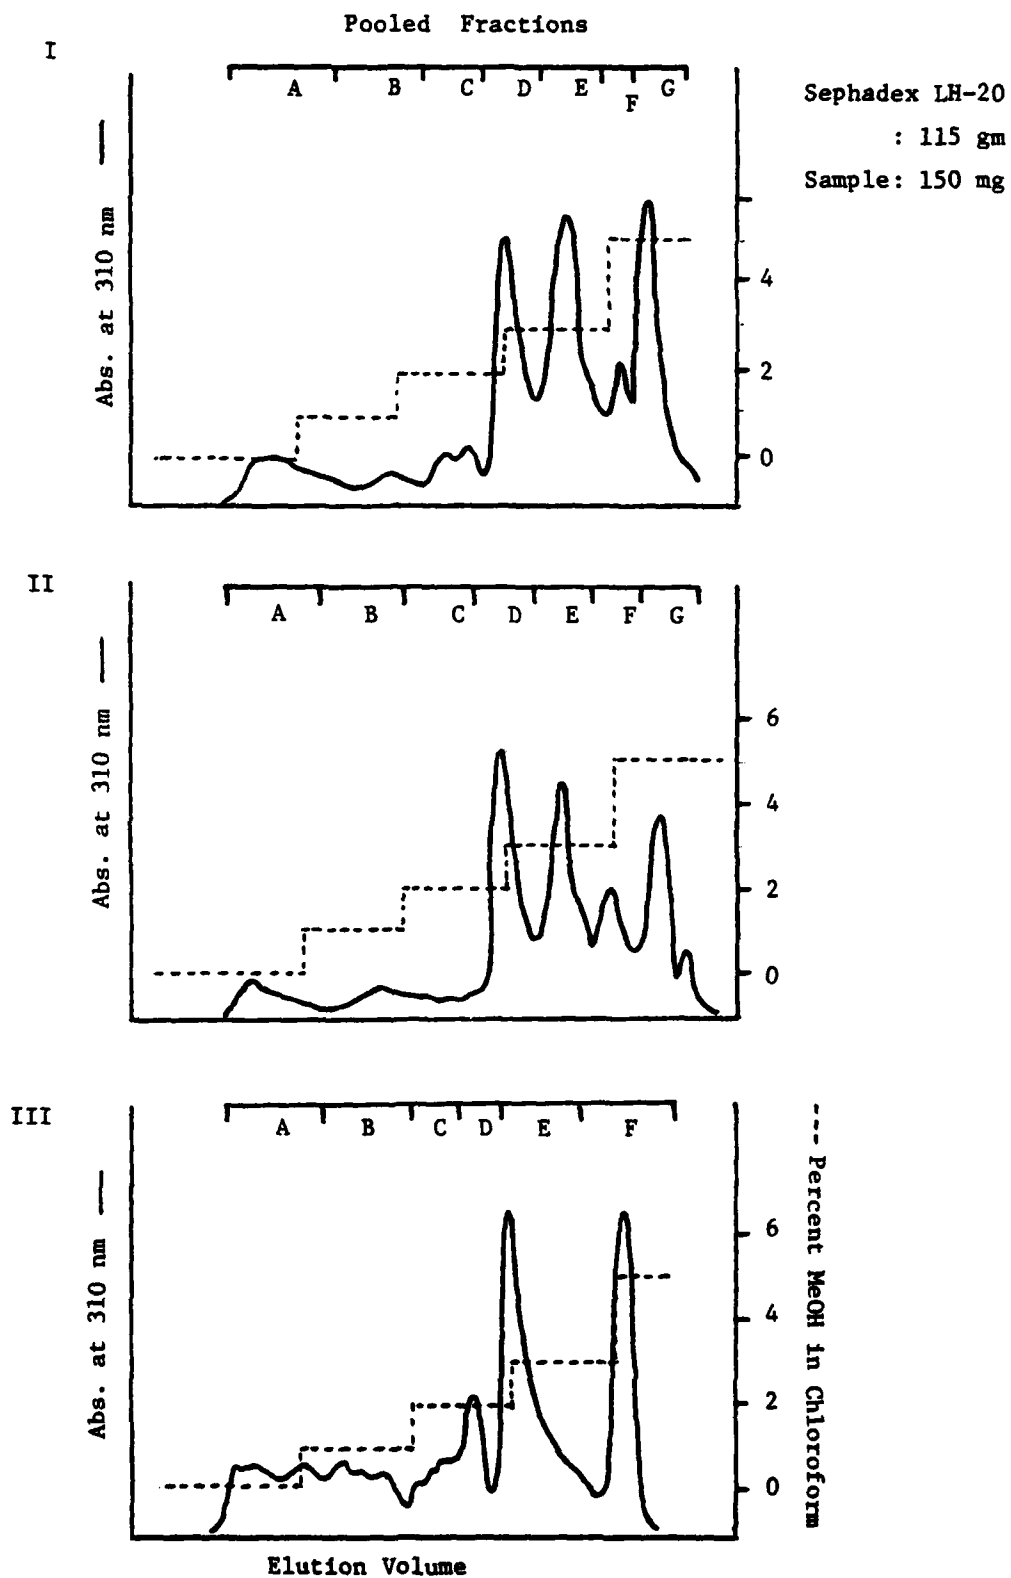 Pooled Fractions
I
A B C D E F G
Sephadex LH-20
: 115 gm
Sample: 150 mg
Abs. at 310 nm
4
2
0
II
A B C D E F G
Abs. at 310 nm
6
4
2
0
III
A B C D E F
Abs. at 310 nm
6
4
2
0
--- Percent MeOH in Chloroform
Elution Volume